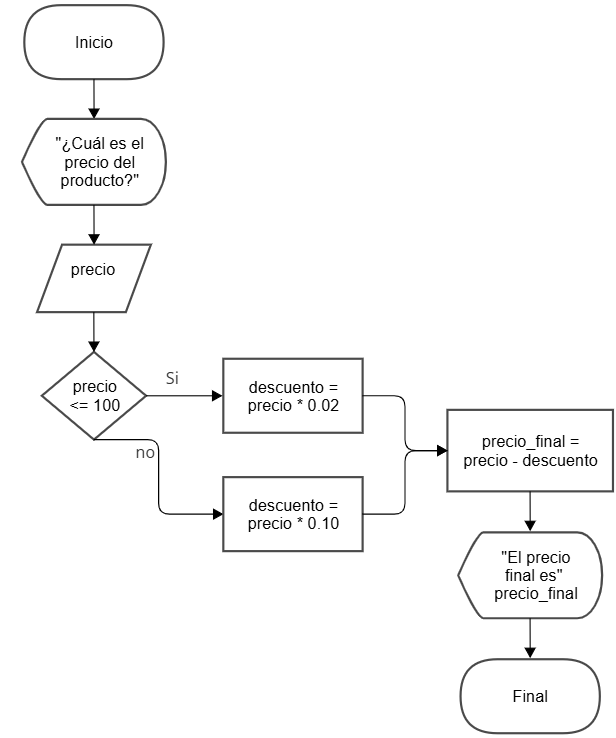 Inicio
"¿Cuál es el
precio del
producto?"
precio
precio
<= 100
Si
descuento =
precio * 0.02
no
descuento =
precio * 0.10
precio_final =
precio - descuento
"El precio
final es"
precio_final
Final